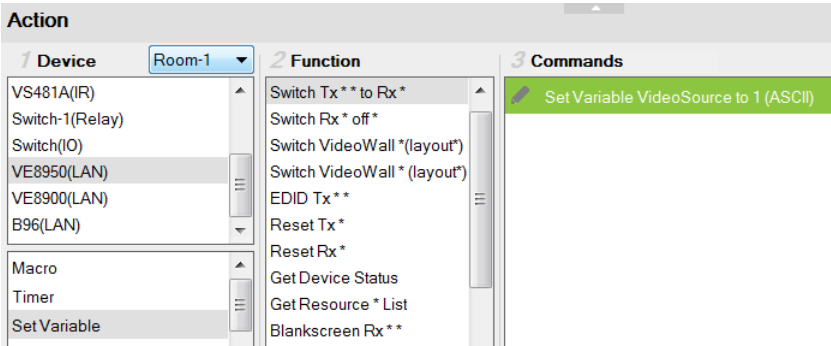 Action
1 Device
Room-1
2 Function
3 Commands
VS481A(IR)
Switch-1(Relay)
Switch(IO)
VE8950(LAN)
VE8900(LAN)
B96(LAN)
Macro
Timer
Set Variable
Switch Tx * * to Rx *
Switch Rx * off *
Switch VideoWall *(layout*)
Switch VideoWall * (layout*)
EDID Tx * *
Reset Tx *
Reset Rx *
Get Device Status
Get Resource * List
Blankscreen Rx * *
Set Variable VideoSource to 1 (ASCII)